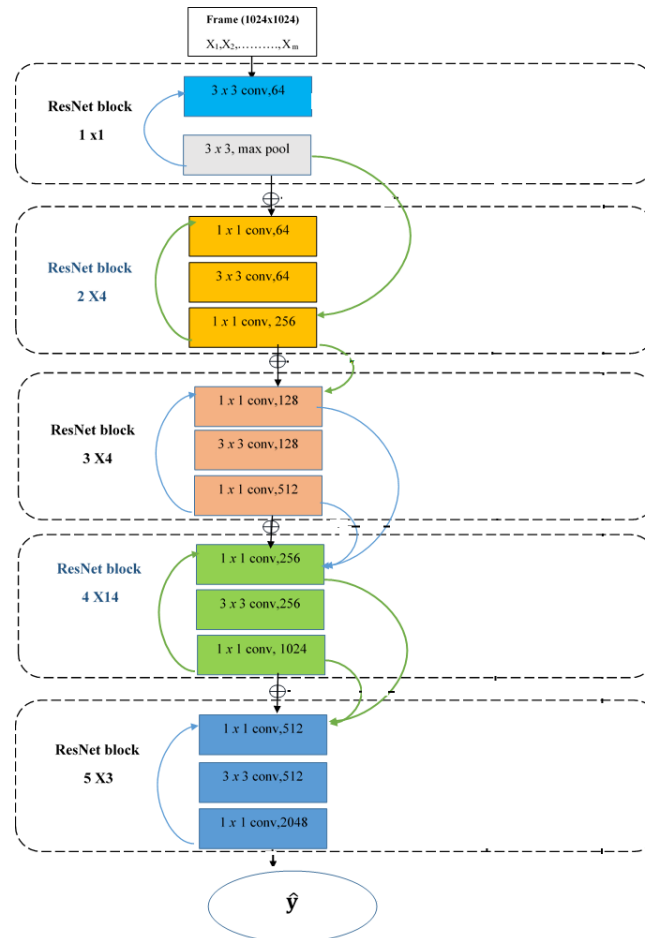 Frame (1024x1024)
X1,X2,……….,Xm
ResNet block
1 x1
3 x 3 conv,64
3 x 3, max pool
ResNet block
2 X4
1 x 1 conv,64
3 x 3 conv,64
1 x 1 conv, 256
ResNet block
3 X4
1 x 1 conv,128
3 x 3 conv,128
1 x 1 conv,512
ResNet block
4 X14
1 x 1 conv,256
3 x 3 conv,256
1 x 1 conv, 1024
ResNet block
5 X3
1 x 1 conv,512
3 x 3 conv,512
1 x 1 conv,2048
ŷ